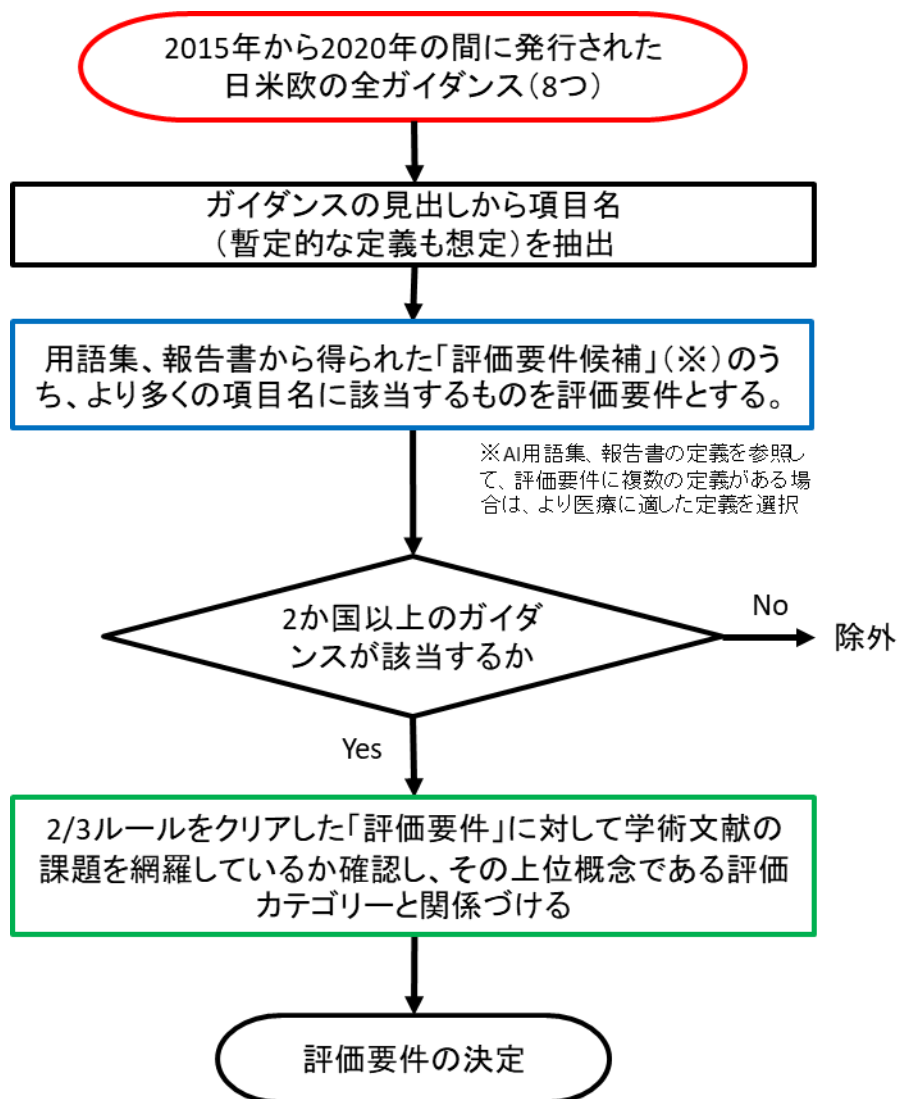 2015年から2020年の間に発行された
日米欧の全ガイダンス(8つ)
ガイダンスの見出しから項目名
(暫定的な定義も想定)を抽出
用語集、報告書から得られた「評価要件候補」(※)のう
ち、より多くの項目名に該当するものを評価要件とする。
※AI用語集、報告書の定義を参照し
て、評価要件に複数の定義がある場
合は、より医療に適した定義を選択
2か国以上のガイダ
ンスが該当するか
No
除外
Yes
2/3ルールをクリアした「評価要件」に対して学術文献の
課題を網羅しているか確認し、その上位概念である評価
カテゴリーと関係づける
評価要件の決定